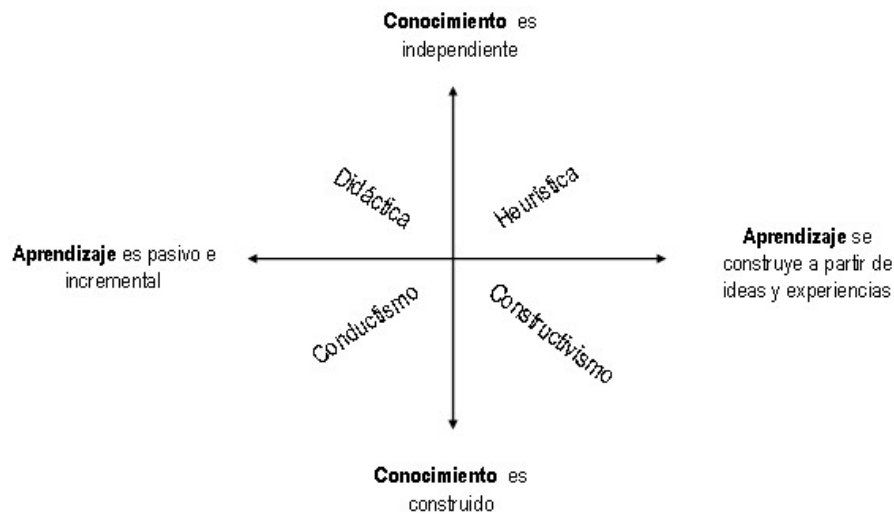 Conocimiento es
independiente
Didáctica
Heurística
Aprendizaje es pasivo e
incremental
Aprendizaje se
construye a partir de
ideas y experiencias
Conductismo
Constructivismo
Conocimiento es
construido